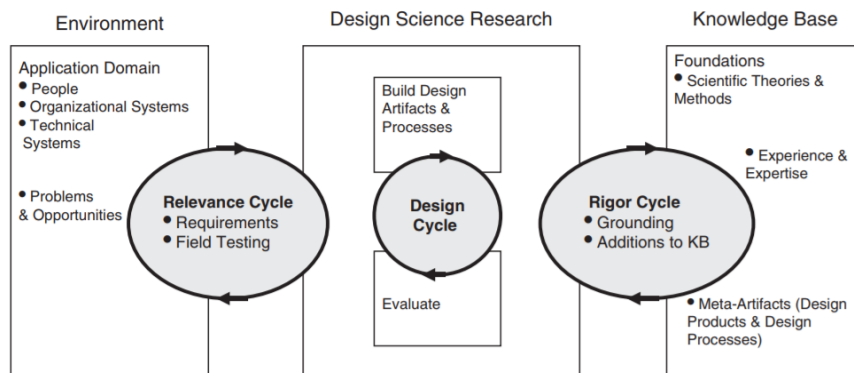 Environment
Design Science Research
Knowledge Base
Application Domain
● People
● Organizational Systems
● Technical
Systems
● Problems
& Opportunities
Relevance Cycle
● Requirements
● Field Testing
Build Design
Artifacts &
Processes
Design
Cycle
Evaluate
Rigor Cycle
● Grounding
● Additions to KB
Foundations
● Scientific Theories &
Methods
● Experience &
Expertise
● Meta-Artifacts (Design
Products & Design
Processes)